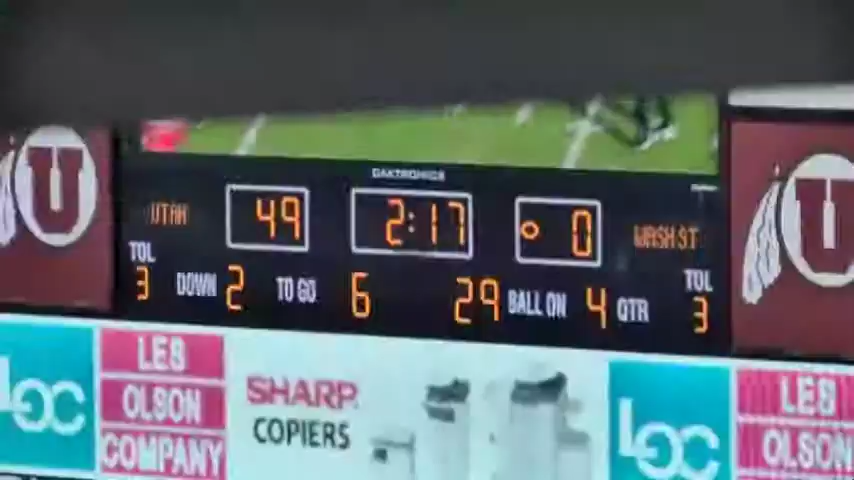 DAKTRONICS
UTAH 49 2:17 0 WASH ST
TOL TOL
3 DOWN 2 TO GO 6 29 BALL ON 4 QTR 3
U U
LOC LES OLSON COMPANY
SHARP
COPIERS
LOC LES OLSON